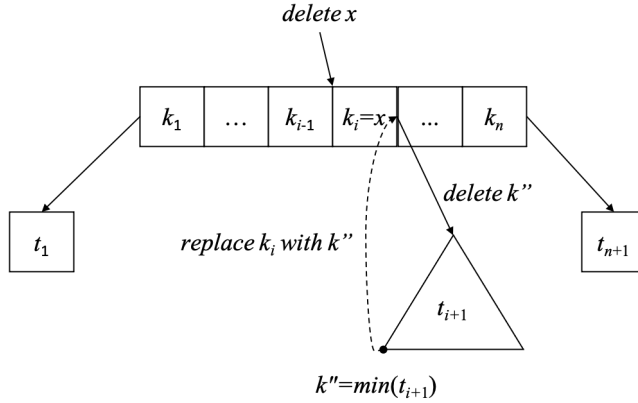 delete x
k₁ … kᵢ₋₁ kᵢ=x ... kₙ
delete k’’
t₁ replace kᵢ with k’’ tₙ₊₁
tᵢ₊₁
k″=min(tᵢ₊₁)